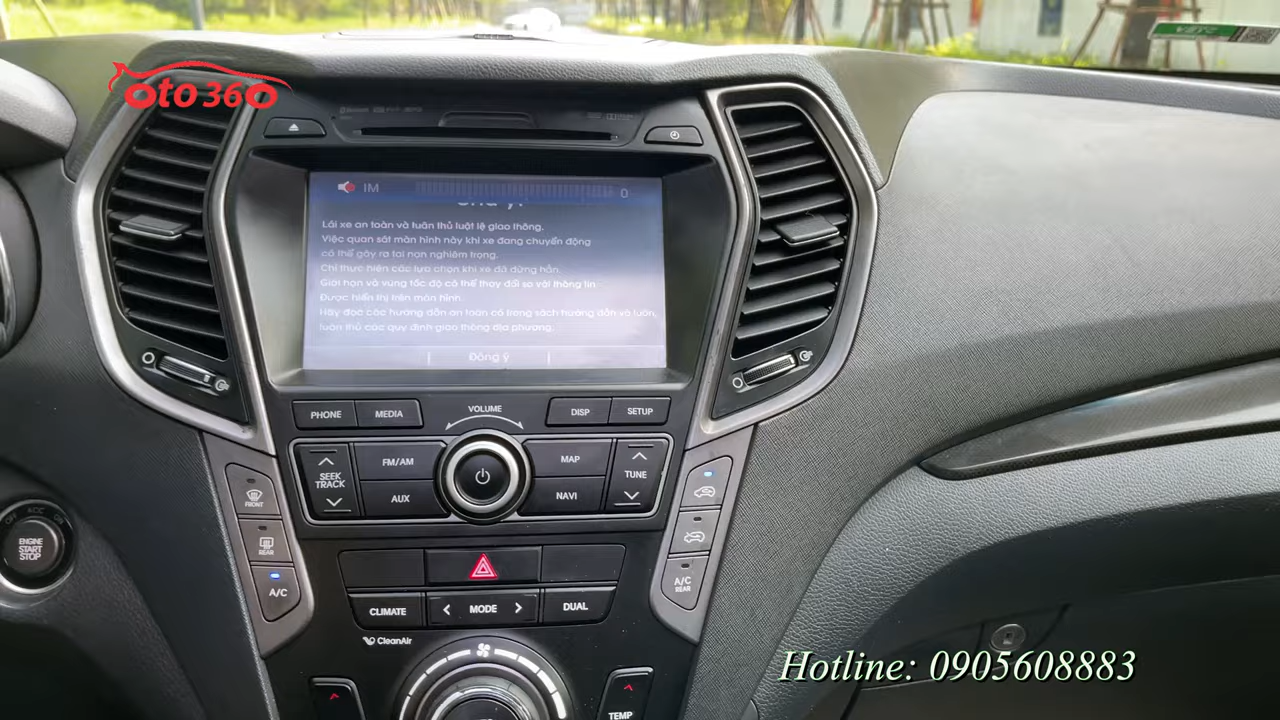 oto360
IM
0
Chú ý!
Lái xe an toàn và tuân thủ luật lệ giao thông.
Việc quan sát màn hình này khi xe đang chuyển động
có thể gây ra tai nạn nghiêm trọng.
Chỉ thực hiện các lựa chọn khi xe đã dừng hẳn.
Giới hạn và vùng tốc độ có thể thay đổi so với thông tin
Được hiển thị trên màn hình.
Hãy đọc các hướng dẫn an toàn có trong sách hướng dẫn và luôn
tuân thủ các quy định giao thông địa phương.
Đồng ý
PHONE
MEDIA
VOLUME
DISP
SETUP
SEEK
TRACK
FM/AM
AUX
MAP
NAVI
TUNE
FRONT
REAR
A/C
A/C
REAR
OFF
ACC
ON
ENGINE
START
STOP
CLIMATE
MODE
DUAL
CleanAir
TEMP
Hotline: 0905608883